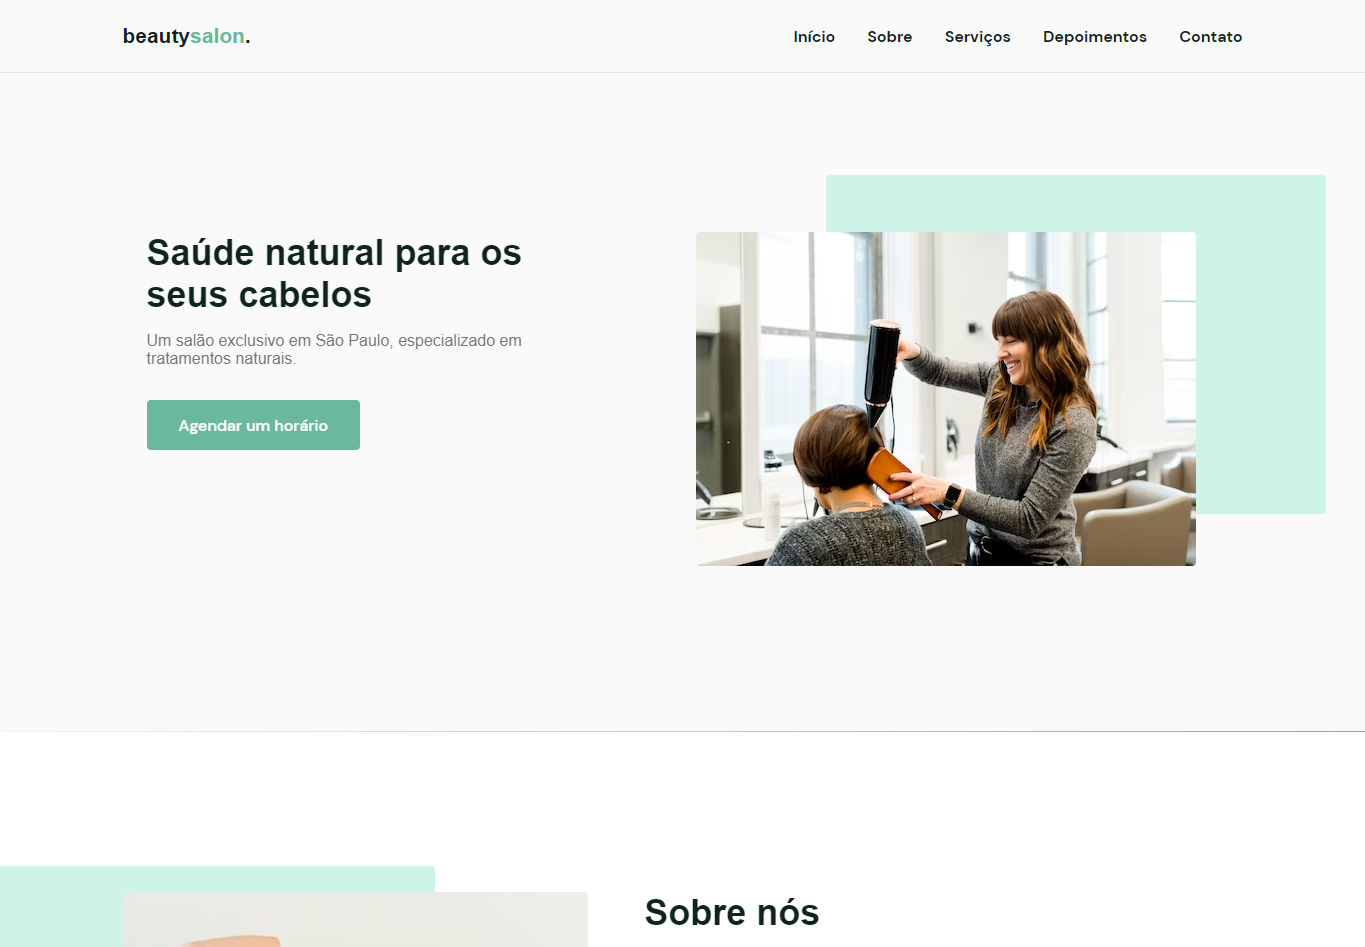 beautysalon.
Início Sobre Serviços Depoimentos Contato
Saúde natural para os
seus cabelos
Um salão exclusivo em São Paulo, especializado em
tratamentos naturais.
Agendar um horário
Sobre nós